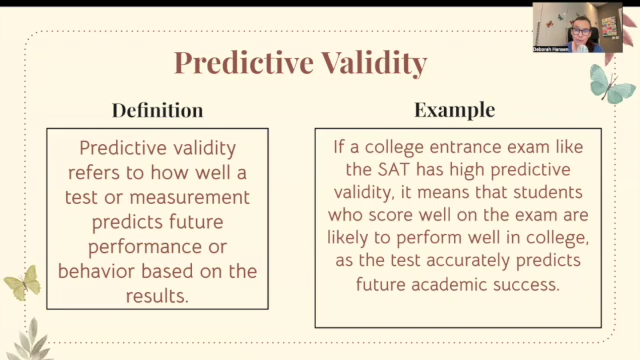 Deborah Hansen
Predictive Validity
Definition
Predictive validity
refers to how well a
test or measurement
predicts future
performance or
behavior based on the
results.
Example
If a college entrance exam like
the SAT has high predictive
validity, it means that students
who score well on the exam are
likely to perform well in college,
as the test accurately predicts
future academic success.